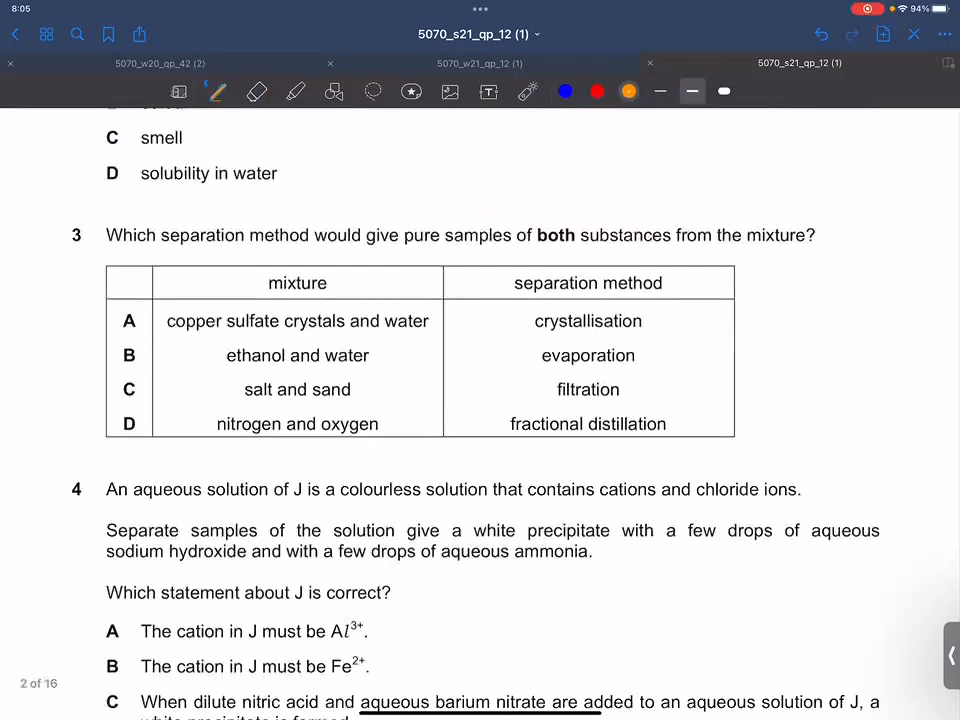 8:05
94%
5070_s21_qp_12 (1)
5070_w20_qp_42 (2)
5070_w21_qp_12 (1)
5070_s21_qp_12 (1)
C smell
D solubility in water
3 Which separation method would give pure samples of both substances from the mixture?
mixture separation method
A copper sulfate crystals and water crystallisation
B ethanol and water evaporation
C salt and sand filtration
D nitrogen and oxygen fractional distillation
4 An aqueous solution of J is a colourless solution that contains cations and chloride ions.
Separate samples of the solution give a white precipitate with a few drops of aqueous
sodium hydroxide and with a few drops of aqueous ammonia.
Which statement about J is correct?
A The cation in J must be Al³⁺.
B The cation in J must be Fe²⁺.
2 of 16
C When dilute nitric acid and aqueous barium nitrate are added to an aqueous solution of J, a